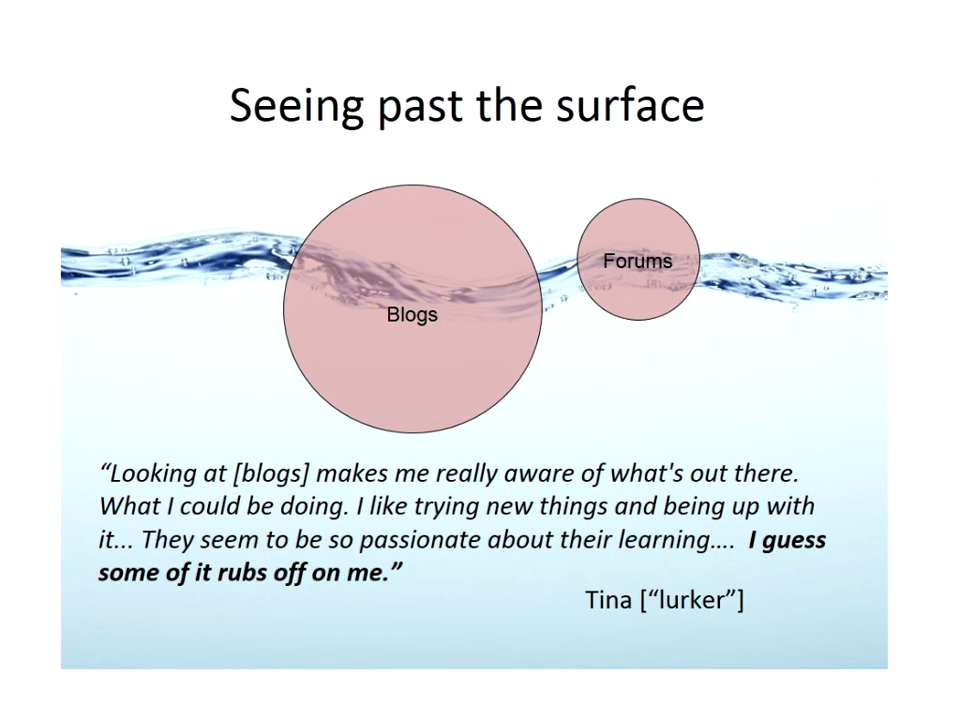 Seeing past the surface
Forums
Blogs
“Looking at [blogs] makes me really aware of what's out there.
What I could be doing. I like trying new things and being up with
it... They seem to be so passionate about their learning.... I guess
some of it rubs off on me.”
Tina [“lurker”]